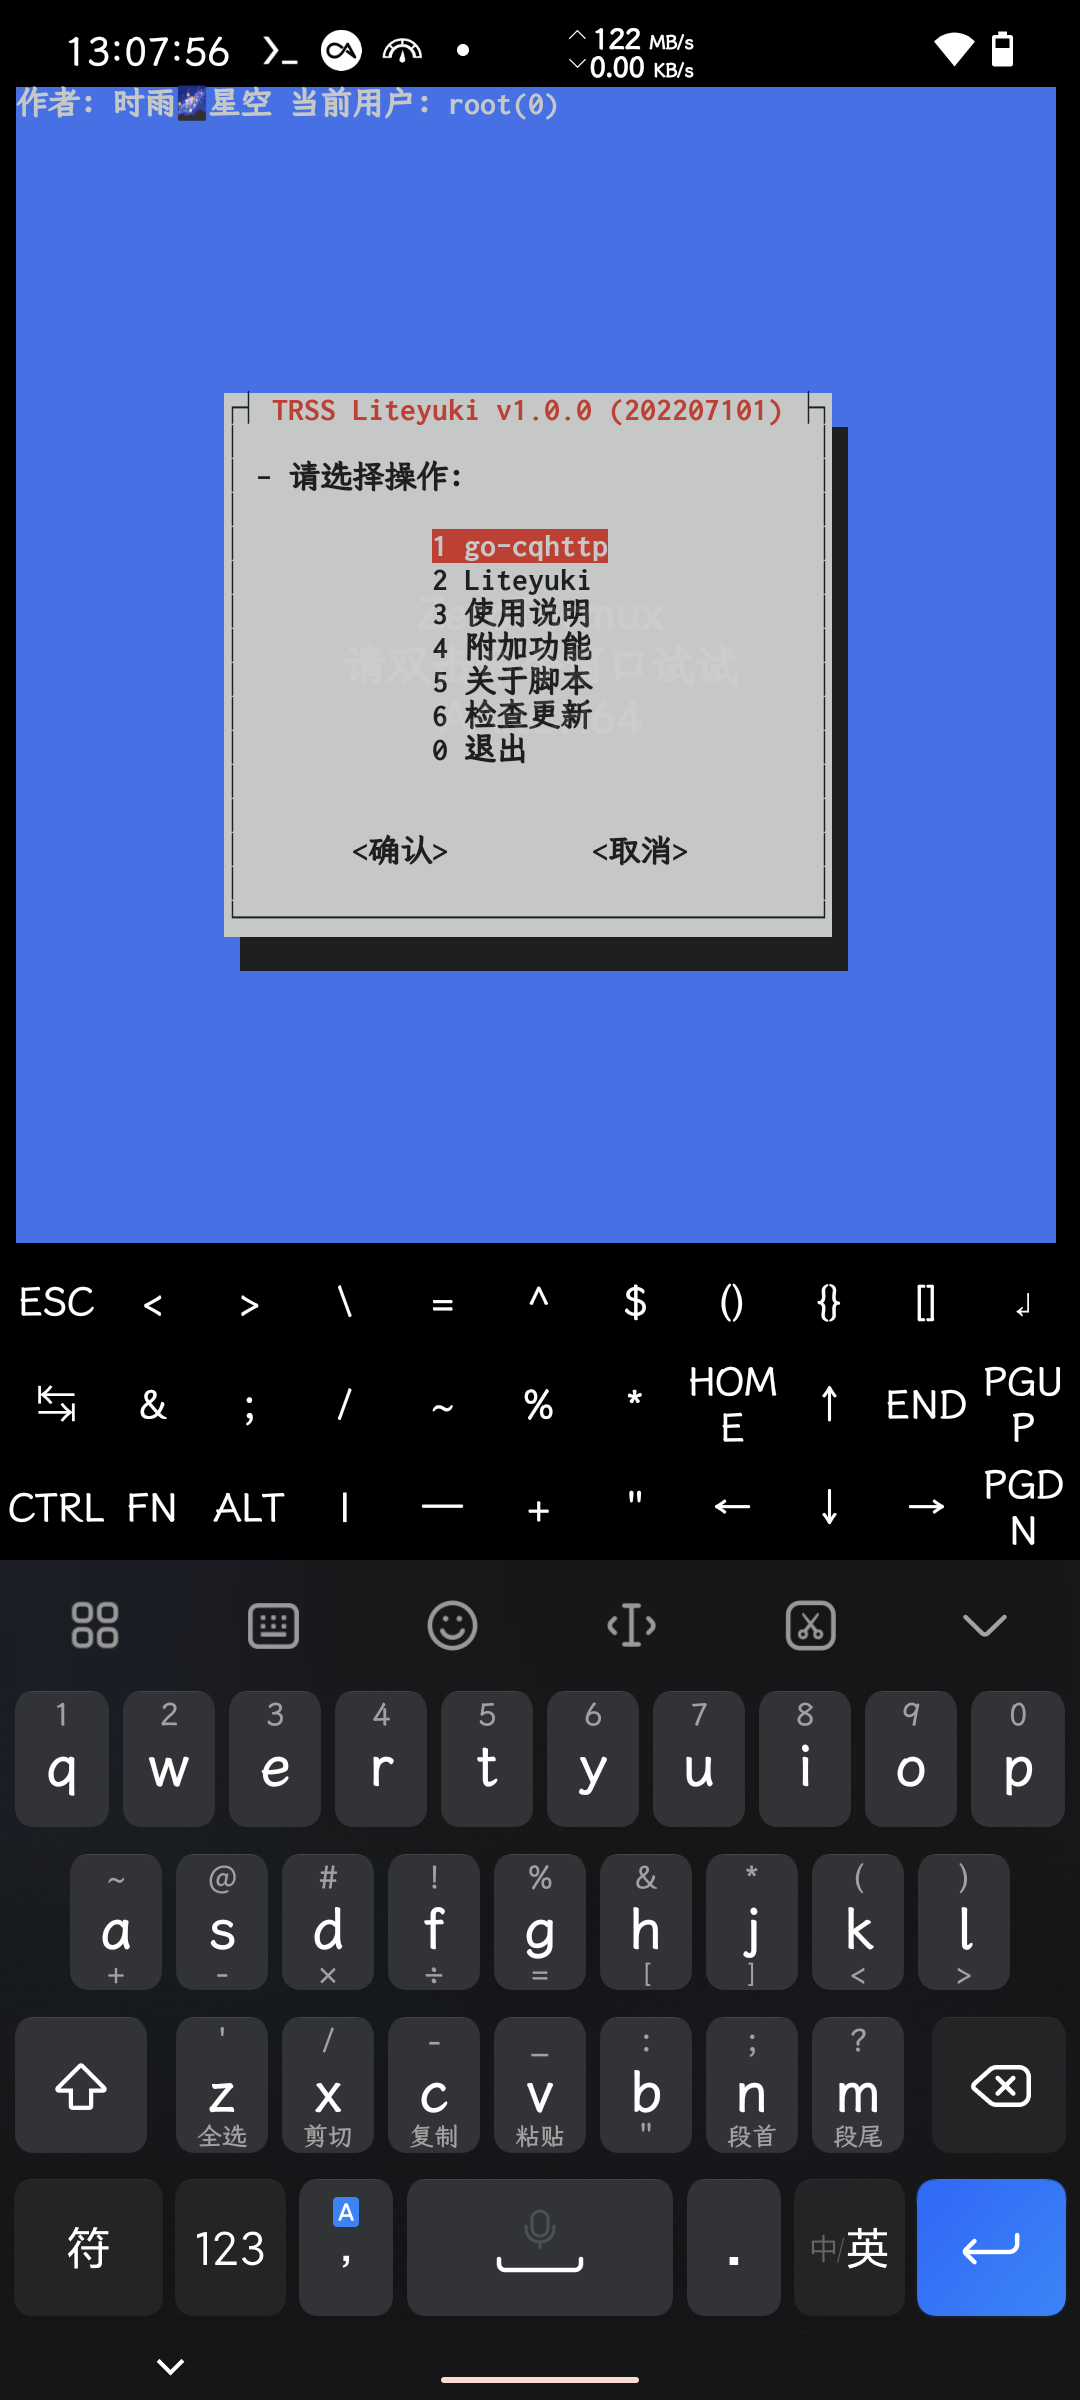 13:07:56
122 MB/s
0.00 KB/s
作者：时雨🌌星空 当前用户：root(0)
TRSS Liteyuki v1.0.0 (202207101)
- 请选择操作：
1 go-cqhttp
2 Liteyuki
3 使用说明
4 附加功能
5 关于脚本
6 检查更新
0 退出
<确认> <取消>
ESC < > \ = ^ $ () {} [] ↲
↹ & ; / ~ % * HOME ↑ END PGUP
CTRL FN ALT | — + " ← ↓ → PGDN
1 2 3 4 5 6 7 8 9 0
q w e r t y u i o p
~ @ # ! % & * ( )
a s d f g h j k l
+ - × ÷ = [ ] < >
' / - _ : ; ?
z x c v b n m
全选 剪切 复制 粘贴 " 段首 段尾
符 123 A , . 中/英